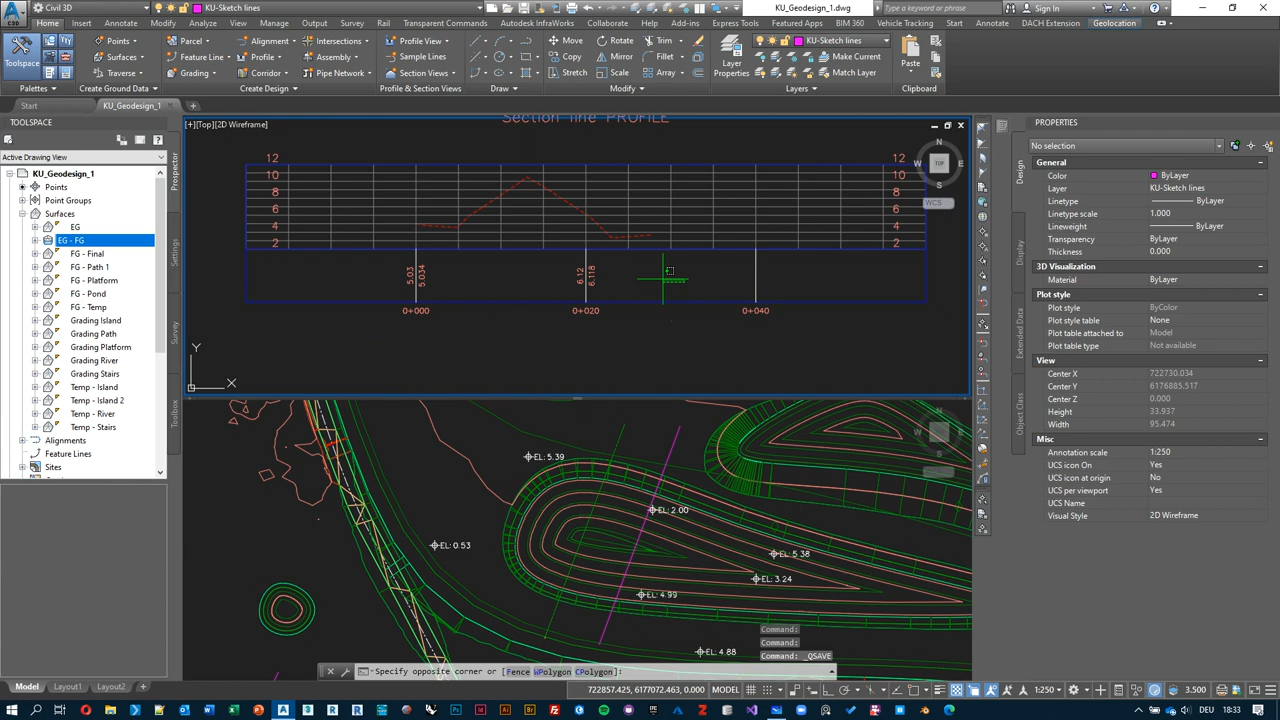 Civil 3D
KU-Sketch lines
KU_Geodesign_1.dwg
Type a keyword or phrase
Sign In
Home
Insert
Annotate
Modify
Analyze
View
Manage
Output
Survey
Rail
Transparent Commands
Autodesk InfraWorks
Collaborate
Help
Add-ins
Express Tools
Featured Apps
BIM 360
Vehicle Tracking
Start
Annotate
DACH Extension
Geolocation
Toolspace
Points
Surfaces
Traverse
Parcel
Feature Line
Grading
Alignment
Profile
Corridor
Intersections
Assembly
Pipe Network
Profile View
Sample Lines
Section Views
Move
Copy
Stretch
Rotate
Mirror
Scale
Trim
Fillet
Array
Layer
Properties
KU-Sketch lines
Make Current
Match Layer
Paste
Palettes
Create Ground Data
Create Design
Profile & Section Views
Draw
Modify
Layers
Clipboard
Start
KU_Geodesign_1
TOOLSPACE
Active Drawing View
KU_Geodesign_1
Points
Point Groups
Surfaces
EG
EG - FG
FG - Final
FG - Path 1
FG - Platform
FG - Pond
FG - Temp
Grading Island
Grading Path
Grading Platform
Grading River
Grading Stairs
Temp - Island
Temp - Island 2
Temp - River
Temp - Stairs
Alignments
Feature Lines
Sites
Prospector
Settings
Survey
Toolbox
[+][Top][2D Wireframe]
Section line PROFILE
12
10
8
6
4
2
12
10
8
6
4
2
5.03
5.034
6.12
6.118
0+000
0+020
0+040
Y
X
N
W
TOP
E
S
WCS
N
W
E
S
EL: 5.39
EL: 2.00
EL: 0.53
EL: 5.38
EL: 3.24
EL: 4.99
EL: 4.88
Command:
Command:
Command: _QSAVE
Specify opposite corner or [Fence WPolygon CPolygon]:
PROPERTIES
No selection
Design
Display
Extended Data
Object Class
General
Color ByLayer
Layer KU-Sketch lines
Linetype ByLayer
Linetype scale 1.000
Lineweight ByLayer
Transparency ByLayer
Thickness 0.000
3D Visualization
Material ByLayer
Plot style
Plot style ByColor
Plot style table None
Plot table attached to Model
Plot table type Not available
View
Center X 722730.034
Center Y 6176885.517
Center Z 0.000
Height 33.937
Width 95.474
Misc
Annotation scale 1:250
UCS icon On Yes
UCS icon at origin No
UCS per viewport Yes
UCS Name
Visual Style 2D Wireframe
Model
Layout1
Layout2
722857.425, 6177072.463, 0.000
MODEL
1:250
3.500
DEU
18:33